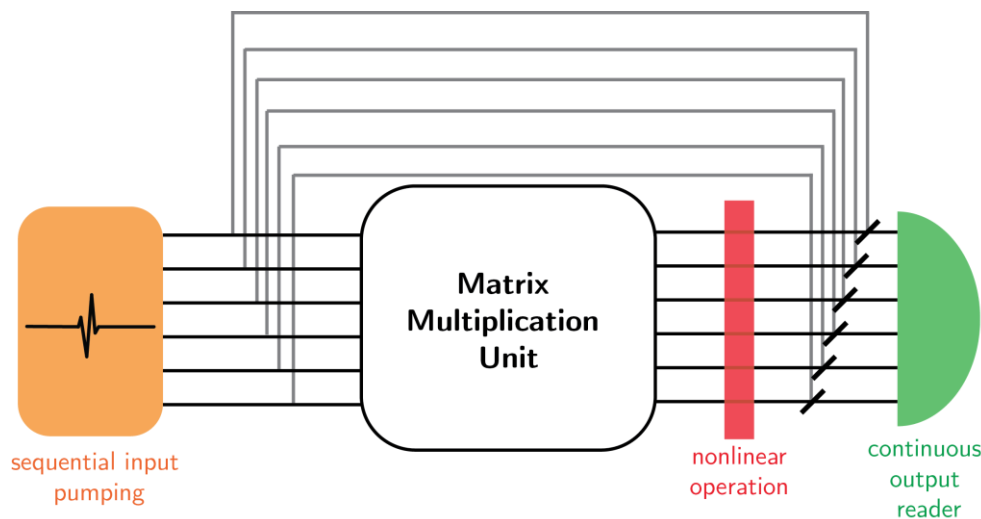 Matrix
Multiplication
Unit
sequential input
pumping
nonlinear
operation
continuous
output
reader